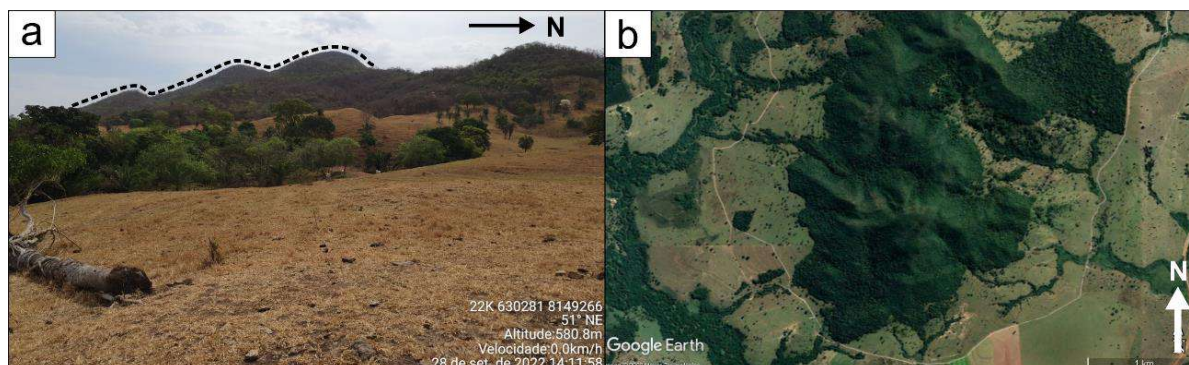 a
N
22K 630281 8149266
51° NE
Altitude:580.8m
Velocidade:0.0km/h
28 de set. de 2022 14:11:58
b
N
Google Earth
1 km